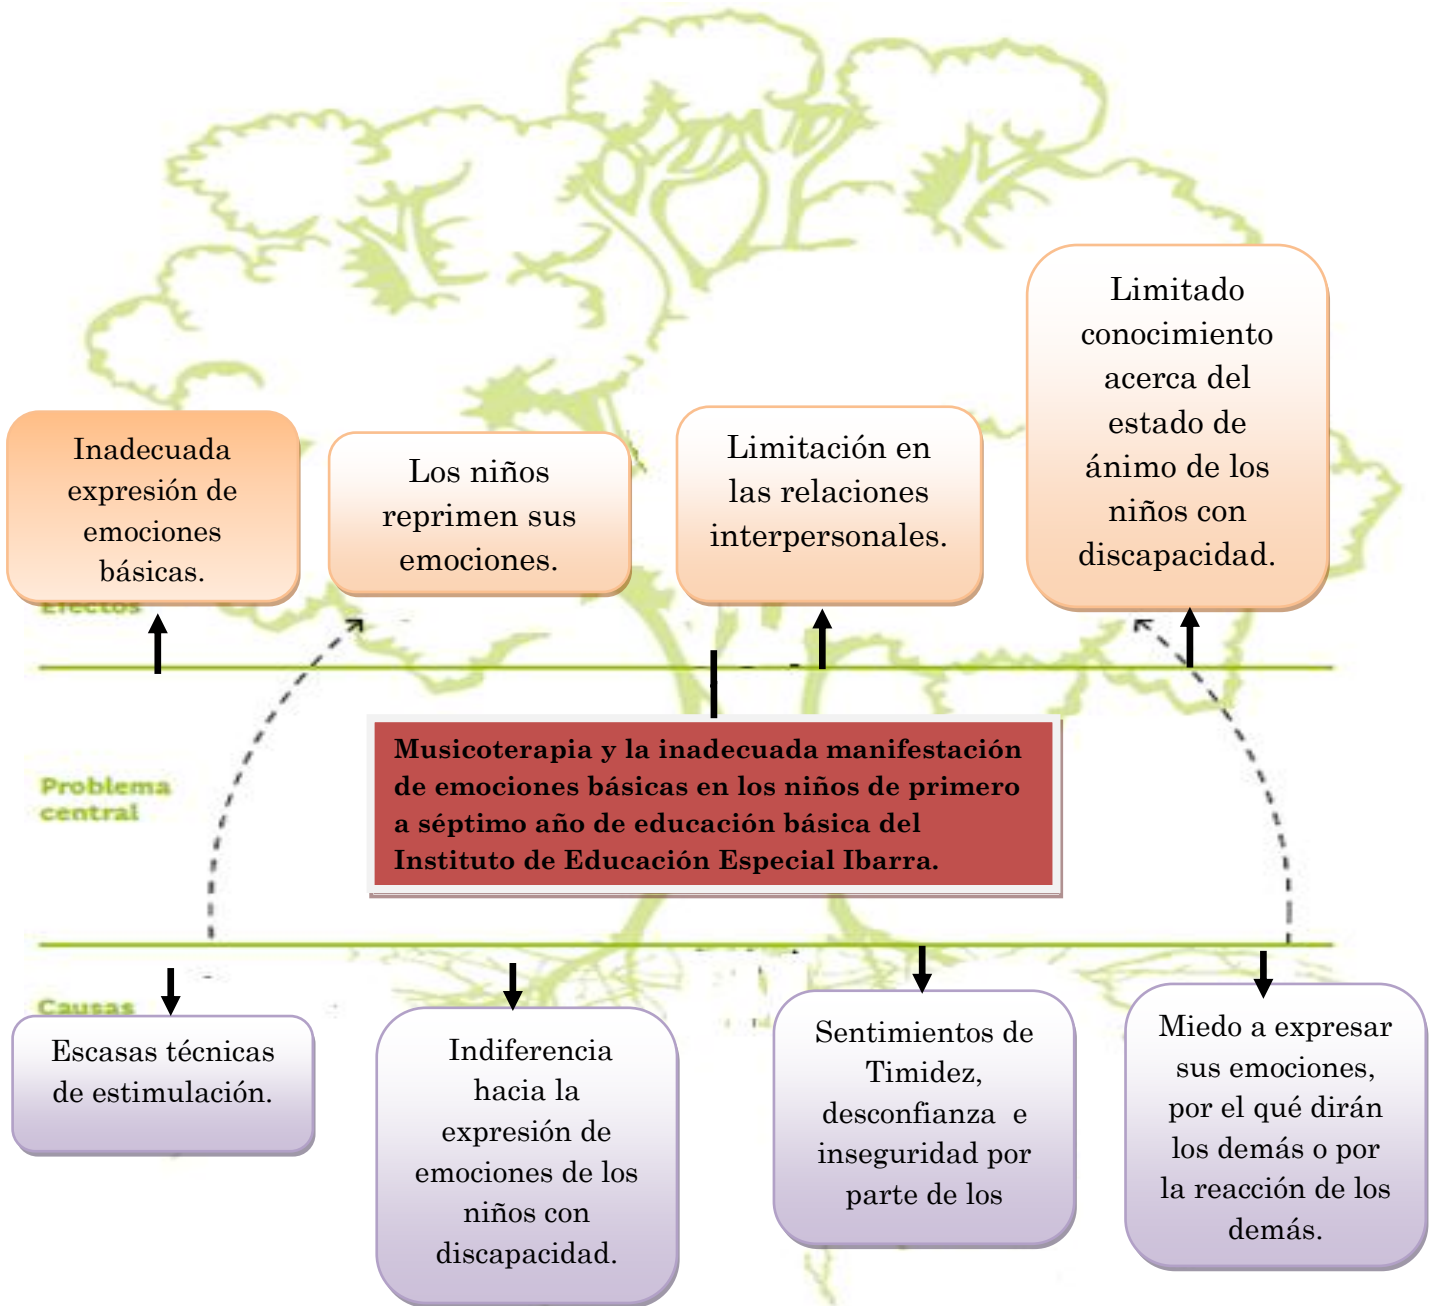 Inadecuada
expresión de
emociones
básicas.
Los niños
reprimen sus
emociones.
Limitación en
las relaciones
interpersonales.
Limitado
conocimiento
acerca del
estado de
ánimo de los
niños con
discapacidad.
Efectos
Problema
central
Musicoterapia y la inadecuada manifestación
de emociones básicas en los niños de primero
a séptimo año de educación básica del
Instituto de Educación Especial Ibarra.
Causas
Escasas técnicas
de estimulación.
Indiferencia
hacia la
expresión de
emociones de los
niños con
discapacidad.
Sentimientos de
Timidez,
desconfianza e
inseguridad por
parte de los
Miedo a expresar
sus emociones,
por el qué dirán
los demás o por
la reacción de los
demás.